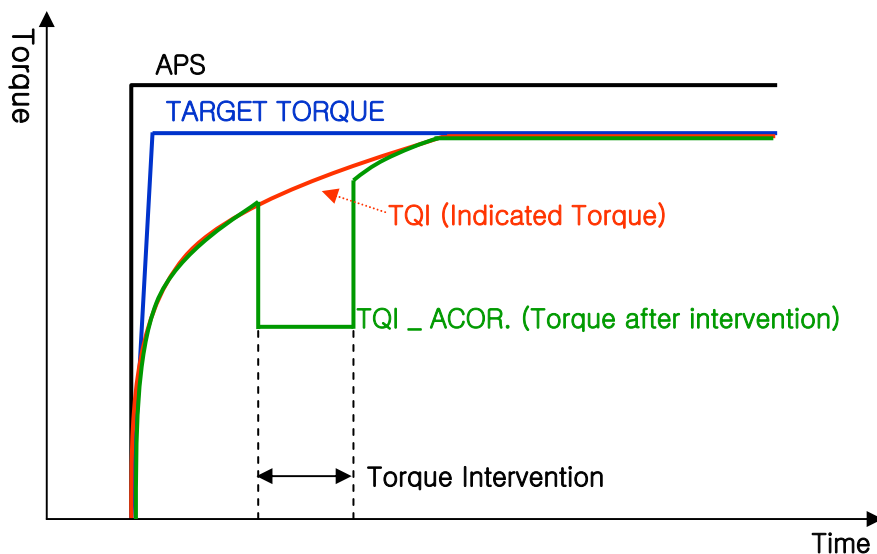 Torque
APS
TARGET TORQUE
TQI (Indicated Torque)
TQI _ ACOR. (Torque after intervention)
Torque Intervention
Time